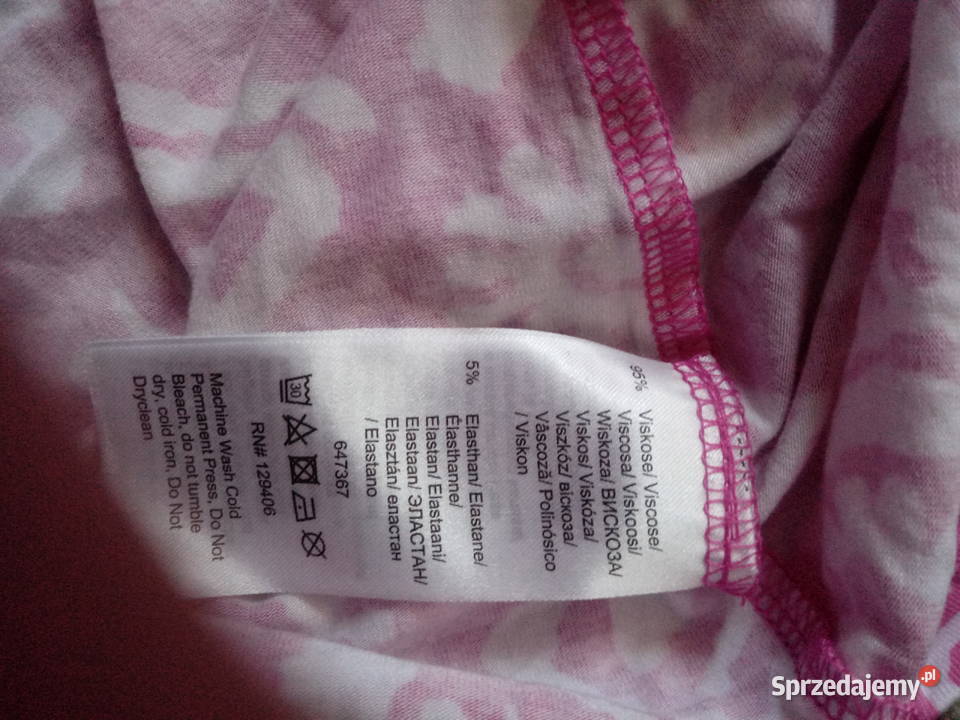 95% Viskose/ Viscose/
Viscosa/ Viskoosi/
Wiskoza/ ВИСКОЗА/
Viskos/ Viskóza/
Viszkóz/ віскоза/
Vâscoză/ Polinósico
/ Viskon
5% Elasthan/ Elastane/
Élasthanne/
Elastan/ Elastaani/
Elastaan/ ЭЛАСТАН/
Elasztán/ еластан
/ Elastano
647367
30
RN# 129406
Machine Wash Cold
Permanent Press, Do Not
Bleach, do not tumble
dry, cold iron, Do Not
Dryclean
Sprzedajemy.pl